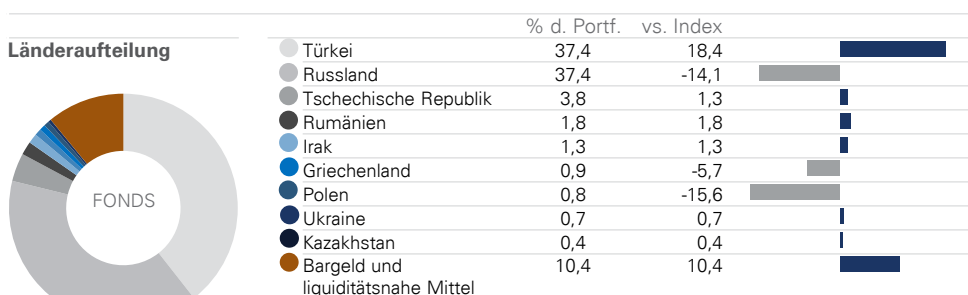 % d. Portf. vs. Index
Länderaufteilung
Türkei 37,4 18,4
Russland 37,4 -14,1
Tschechische Republik 3,8 1,3
Rumänien 1,8 1,8
Irak 1,3 1,3
Griechenland 0,9 -5,7
Polen 0,8 -15,6
Ukraine 0,7 0,7
Kazakhstan 0,4 0,4
Bargeld und 10,4 10,4
liquiditätsnahe Mittel
FONDS